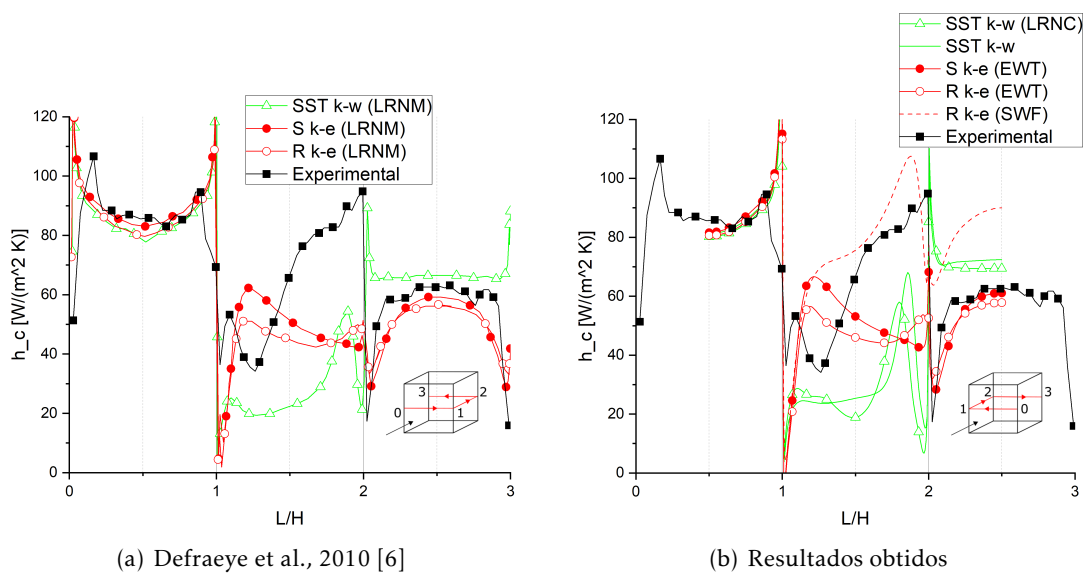 SST k-w (LRNM)
S k-e (LRNM)
R k-e (LRNM)
Experimental
120
100
80
60
40
20
0
h_c [W/(m^2 K)]
0
1
2
3
L/H
3
2
0
1
(a) Defraeye et al., 2010 [6]
SST k-w (LRNC)
SST k-w
S k-e (EWT)
R k-e (EWT)
R k-e (SWF)
Experimental
120
100
80
60
40
20
0
h_c [W/(m^2 K)]
0
1
2
3
L/H
2
3
1
0
(b) Resultados obtidos